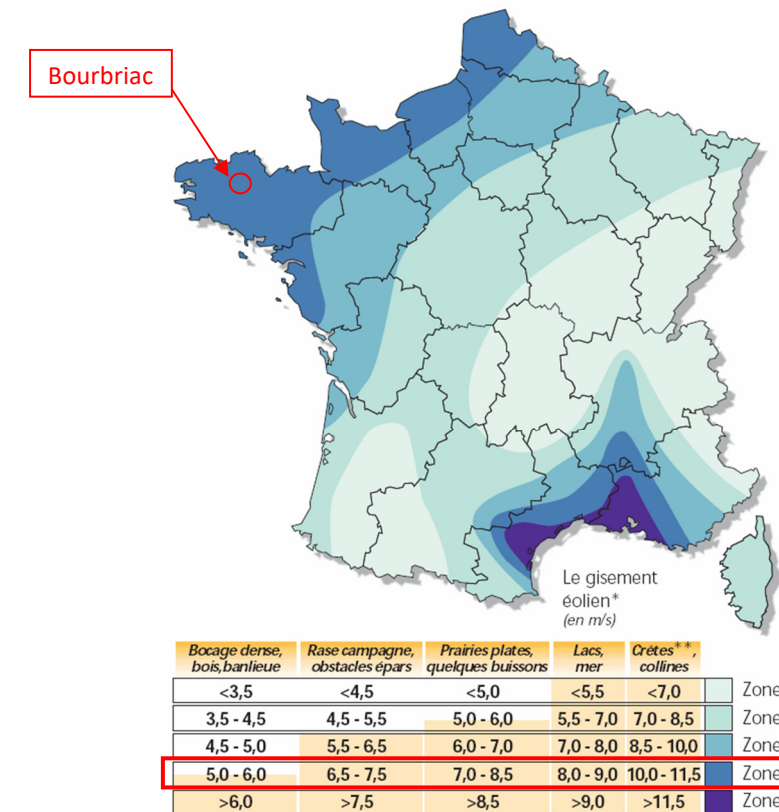 Bourbriac
Le gisement
éolien*
(en m/s)
Bocage dense, Rase campagne, Prairies plates, Lacs, Crêtes**,
bois,banlieue obstacles épars quelques buissons mer collines
<3,5 <4,5 <5,0 <5,5 <7,0 Zone
3,5 - 4,5 4,5 - 5,5 5,0 - 6,0 5,5 - 7,0 7,0 - 8,5 Zone
4,5 - 5,0 5,5 - 6,5 6,0 - 7,0 7,0 - 8,0 8,5 - 10,0 Zone
5,0 - 6,0 6,5 - 7,5 7,0 - 8,5 8,0 - 9,0 10,0 - 11,5 Zone
>6,0 >7,5 >8,5 >9,0 >11,5 Zone